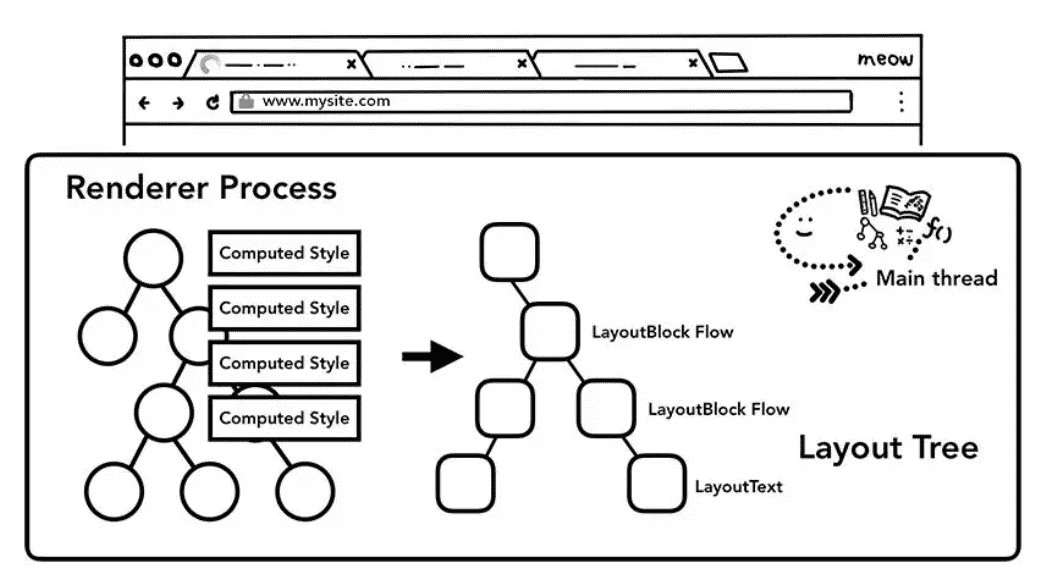 meow
www.mysite.com
Renderer Process
Computed Style
Computed Style
Computed Style
Computed Style
LayoutBlock Flow
LayoutBlock Flow
LayoutText
+-
×÷
f()
Main thread
Layout Tree